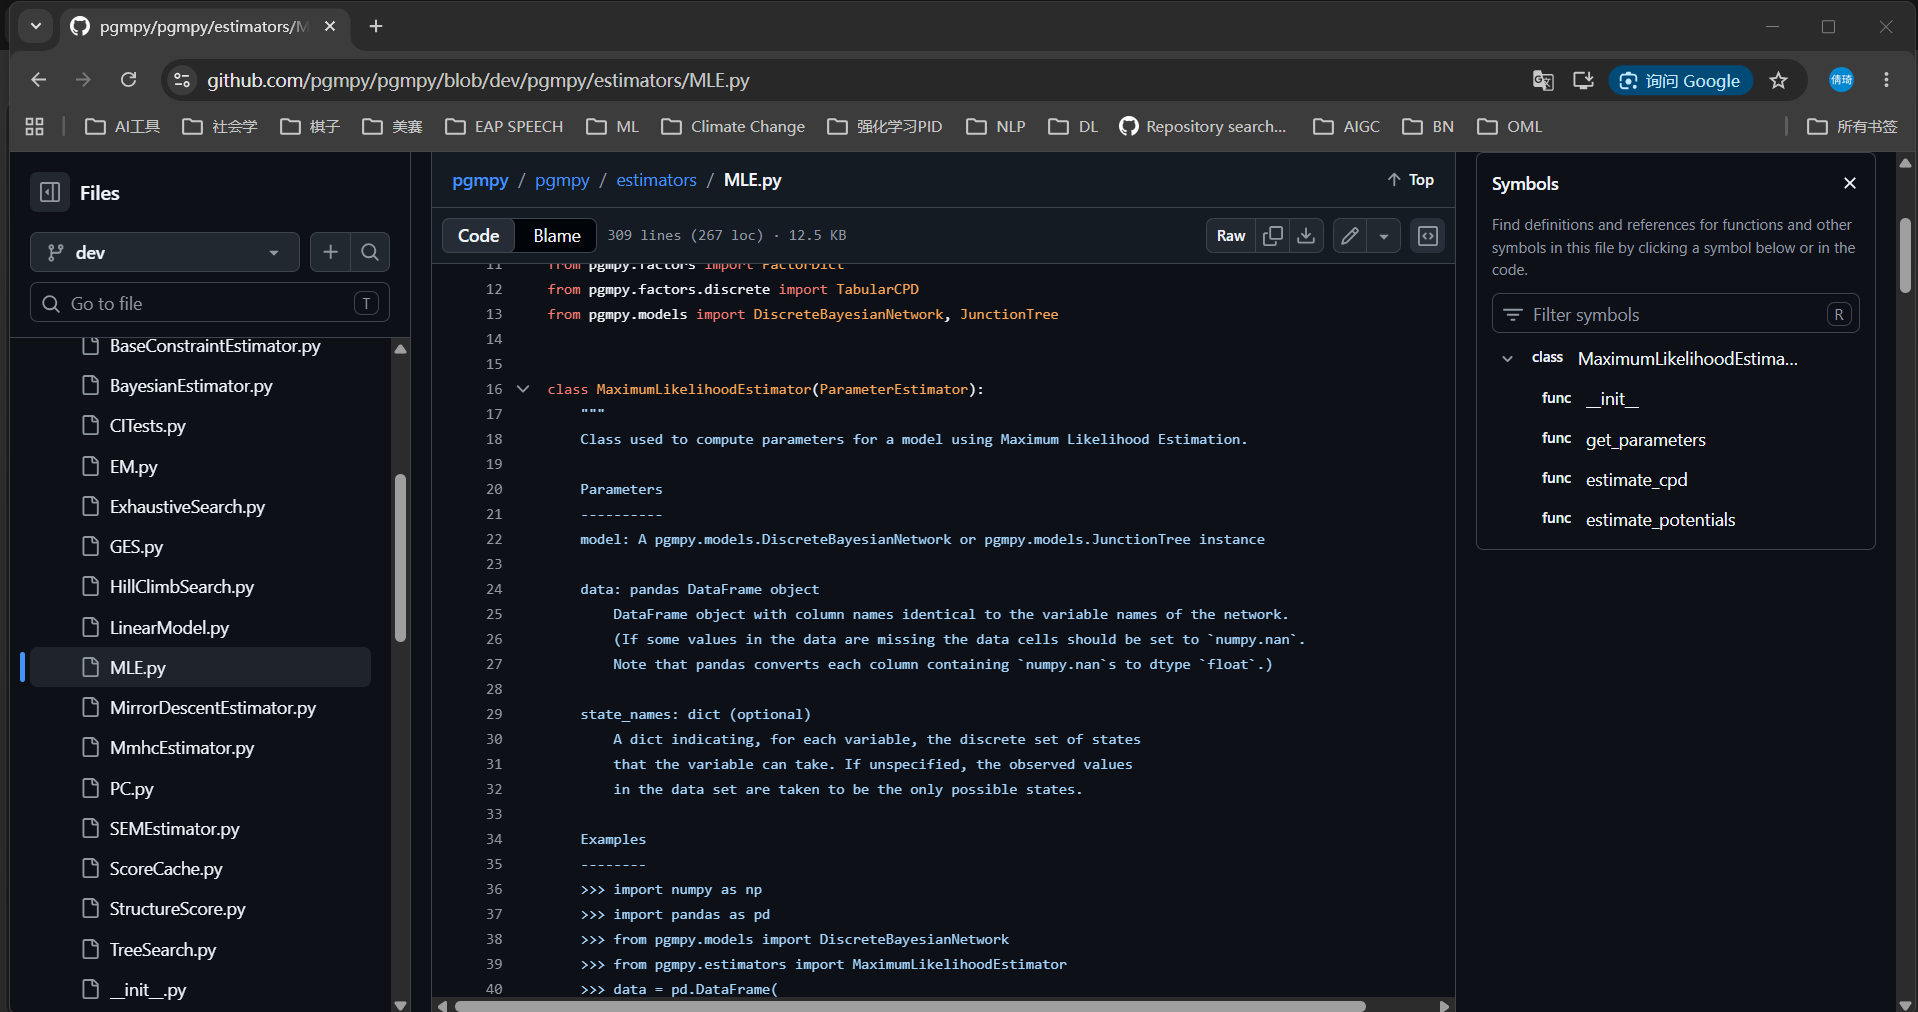 pgmpy/pgmpy/estimators/M
github.com/pgmpy/pgmpy/blob/dev/pgmpy/estimators/MLE.py
询问 Google
倩琦
AI工具
社会学
棋子
美赛
EAP SPEECH
ML
Climate Change
强化学习PID
NLP
DL
Repository search...
AIGC
BN
OML
所有书签
Files
dev
Go to file
T
BaseConstraintEstimator.py
BayesianEstimator.py
CITests.py
EM.py
ExhaustiveSearch.py
GES.py
HillClimbSearch.py
LinearModel.py
MLE.py
MirrorDescentEstimator.py
MmhcEstimator.py
PC.py
SEMEstimator.py
ScoreCache.py
StructureScore.py
TreeSearch.py
__init__.py
pgmpy / pgmpy / estimators / MLE.py
Top
Code
Blame
309 lines (267 loc) · 12.5 KB
Raw
11 from pgmpy.factors import FactorDict
12 from pgmpy.factors.discrete import TabularCPD
13 from pgmpy.models import DiscreteBayesianNetwork, JunctionTree
14
15
16 class MaximumLikelihoodEstimator(ParameterEstimator):
17 """
18 Class used to compute parameters for a model using Maximum Likelihood Estimation.
19
20 Parameters
21 ----------
22 model: A pgmpy.models.DiscreteBayesianNetwork or pgmpy.models.JunctionTree instance
23
24 data: pandas DataFrame object
25 DataFrame object with column names identical to the variable names of the network.
26 (If some values in the data are missing the data cells should be set to `numpy.nan`.
27 Note that pandas converts each column containing `numpy.nan`s to dtype `float`.)
28
29 state_names: dict (optional)
30 A dict indicating, for each variable, the discrete set of states
31 that the variable can take. If unspecified, the observed values
32 in the data set are taken to be the only possible states.
33
34 Examples
35 --------
36 >>> import numpy as np
37 >>> import pandas as pd
38 >>> from pgmpy.models import DiscreteBayesianNetwork
39 >>> from pgmpy.estimators import MaximumLikelihoodEstimator
40 >>> data = pd.DataFrame(
Symbols
Find definitions and references for functions and other
symbols in this file by clicking a symbol below or in the
code.
Filter symbols
R
class MaximumLikelihoodEstima...
func __init__
func get_parameters
func estimate_cpd
func estimate_potentials